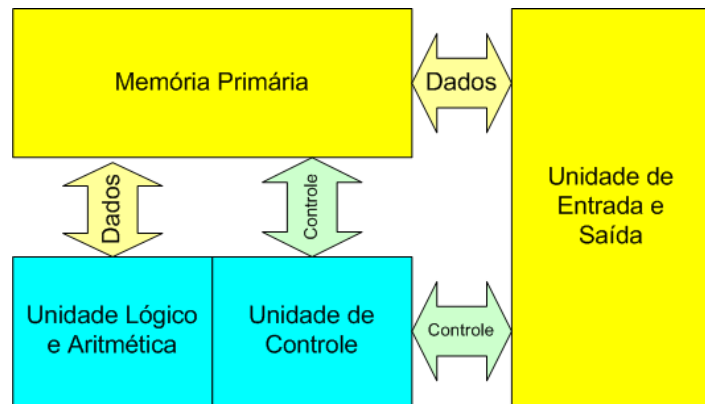 Memória Primária
Dados
Unidade de
Entrada e
Saída
Dados
Controle
Unidade Lógico
e Aritmética
Unidade de
Controle
Controle